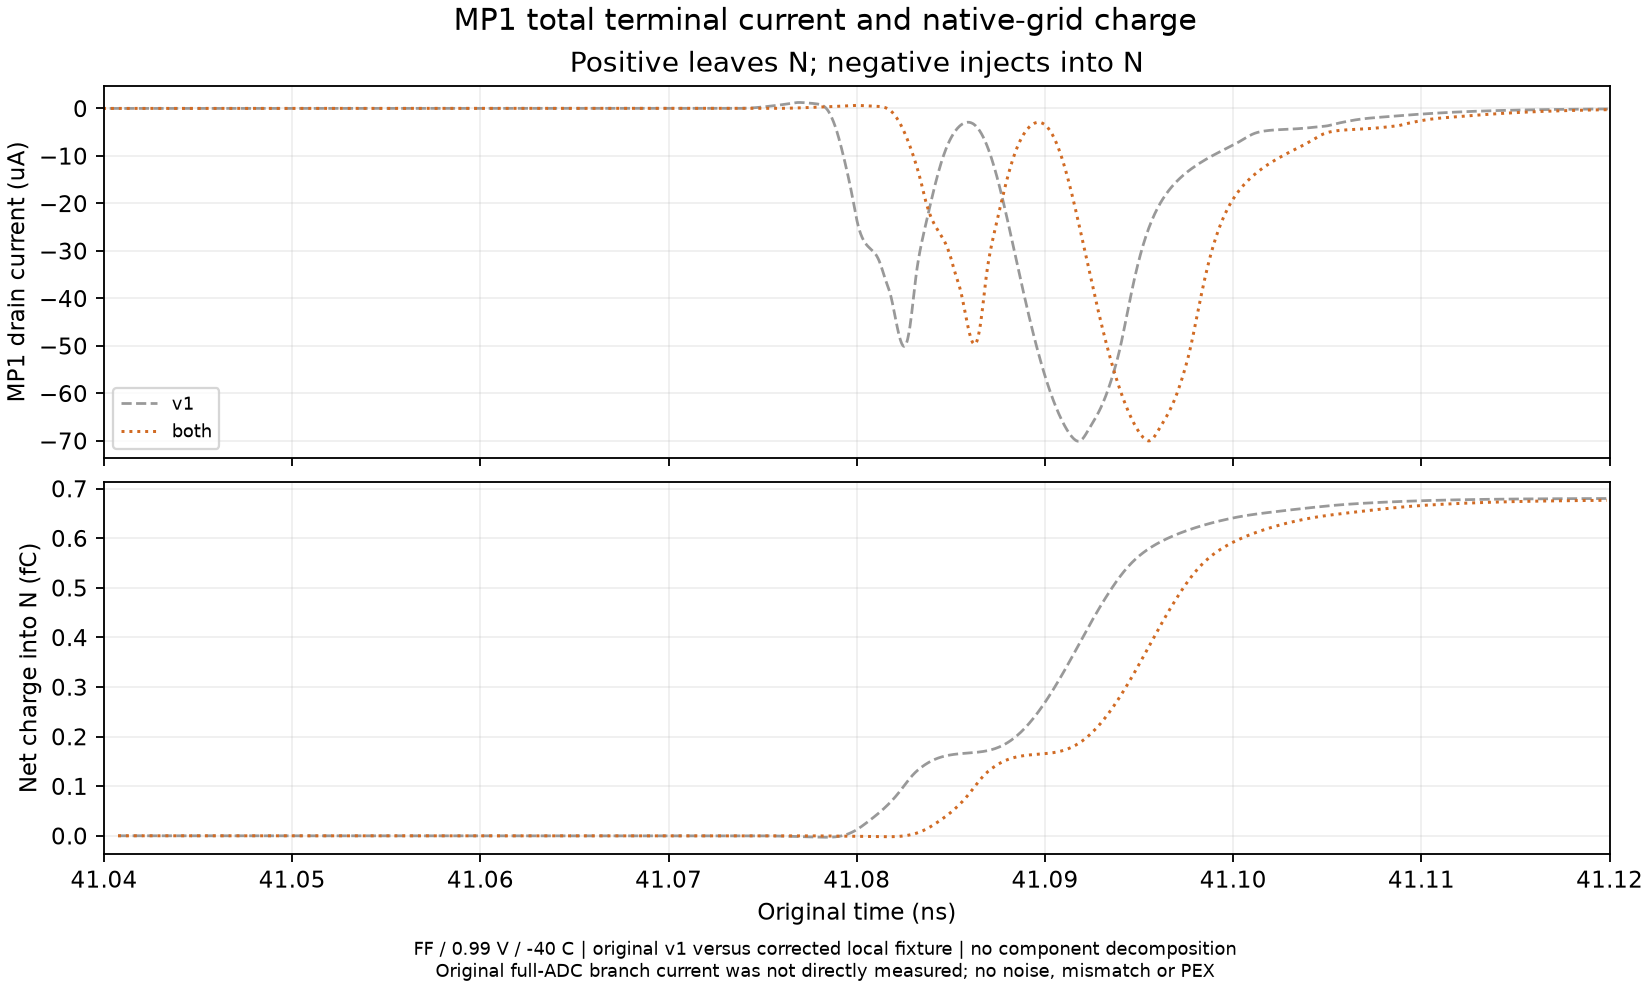 MP1 total terminal current and native-grid charge
Positive leaves N; negative injects into N
MP1 drain current (uA)
0
−10
−20
−30
−40
−50
−60
−70
v1
both
Net charge into N (fC)
0.7
0.6
0.5
0.4
0.3
0.2
0.1
0.0
41.04 41.05 41.06 41.07 41.08 41.09 41.10 41.11 41.12
Original time (ns)
FF / 0.99 V / -40 C | original v1 versus corrected local fixture | no component decomposition
Original full-ADC branch current was not directly measured; no noise, mismatch or PEX